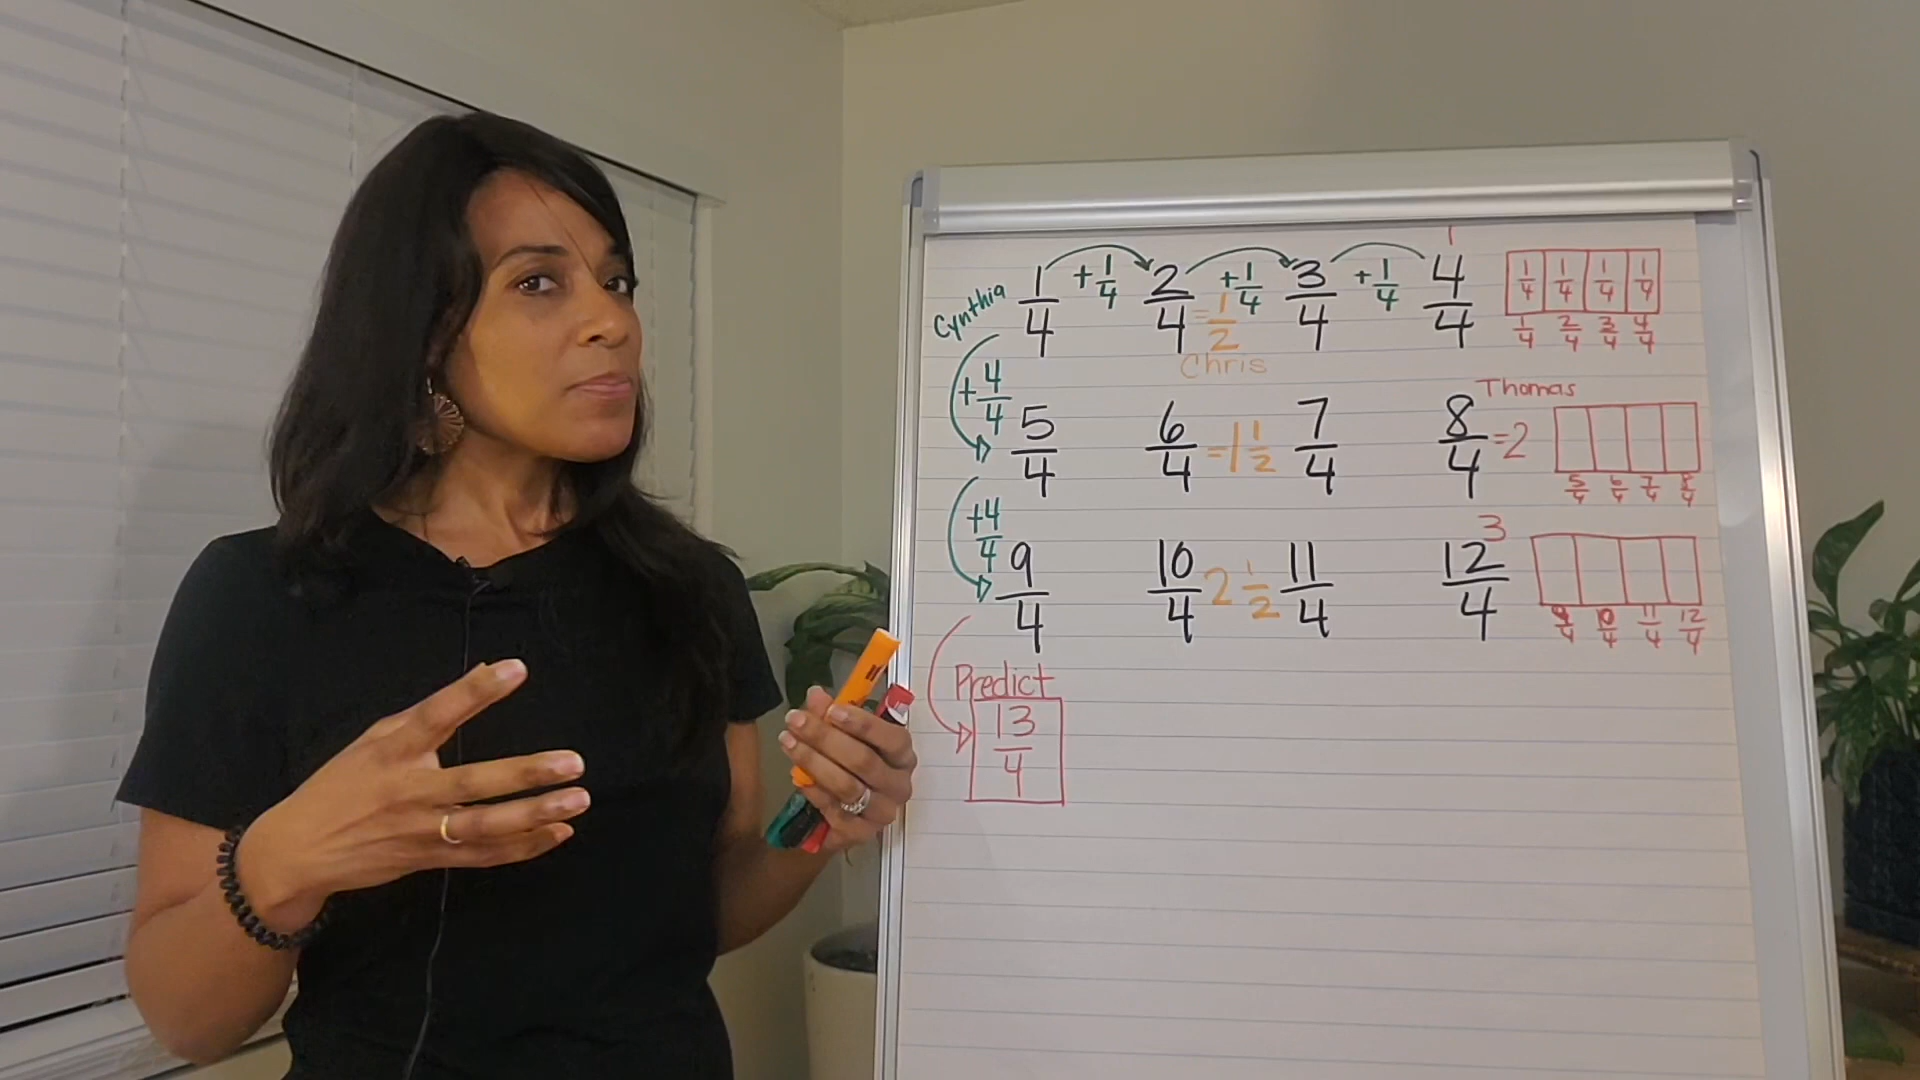 1
Cynthia 1/4 +1/4 2/4 =1/2 +1/4 3/4 +1/4 4/4 1/4 1/4 1/4 1/4
1/4 2/4 3/4 4/4
Chris
Thomas
+4/4 5/4 6/4 =1 1/2 7/4 8/4 =2
5/4 6/4 7/4 8/4
3
+4/4 9/4 10/4 2 1/2 11/4 12/4
9/4 10/4 11/4 12/4
Predict
13/4